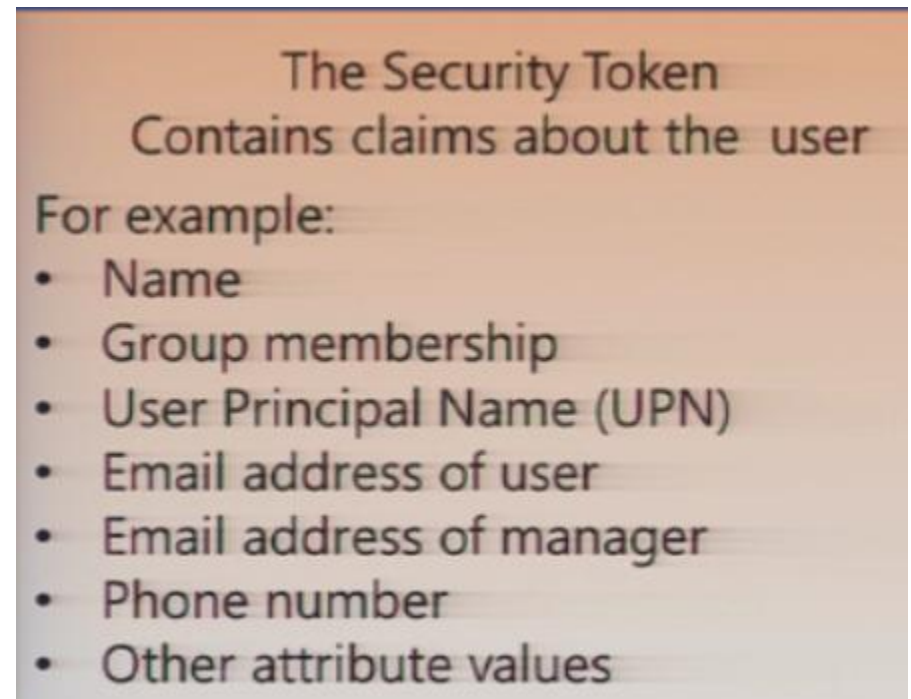 The Security Token
Contains claims about the user
For example:
• Name
• Group membership
• User Principal Name (UPN)
• Email address of user
• Email address of manager
• Phone number
• Other attribute values